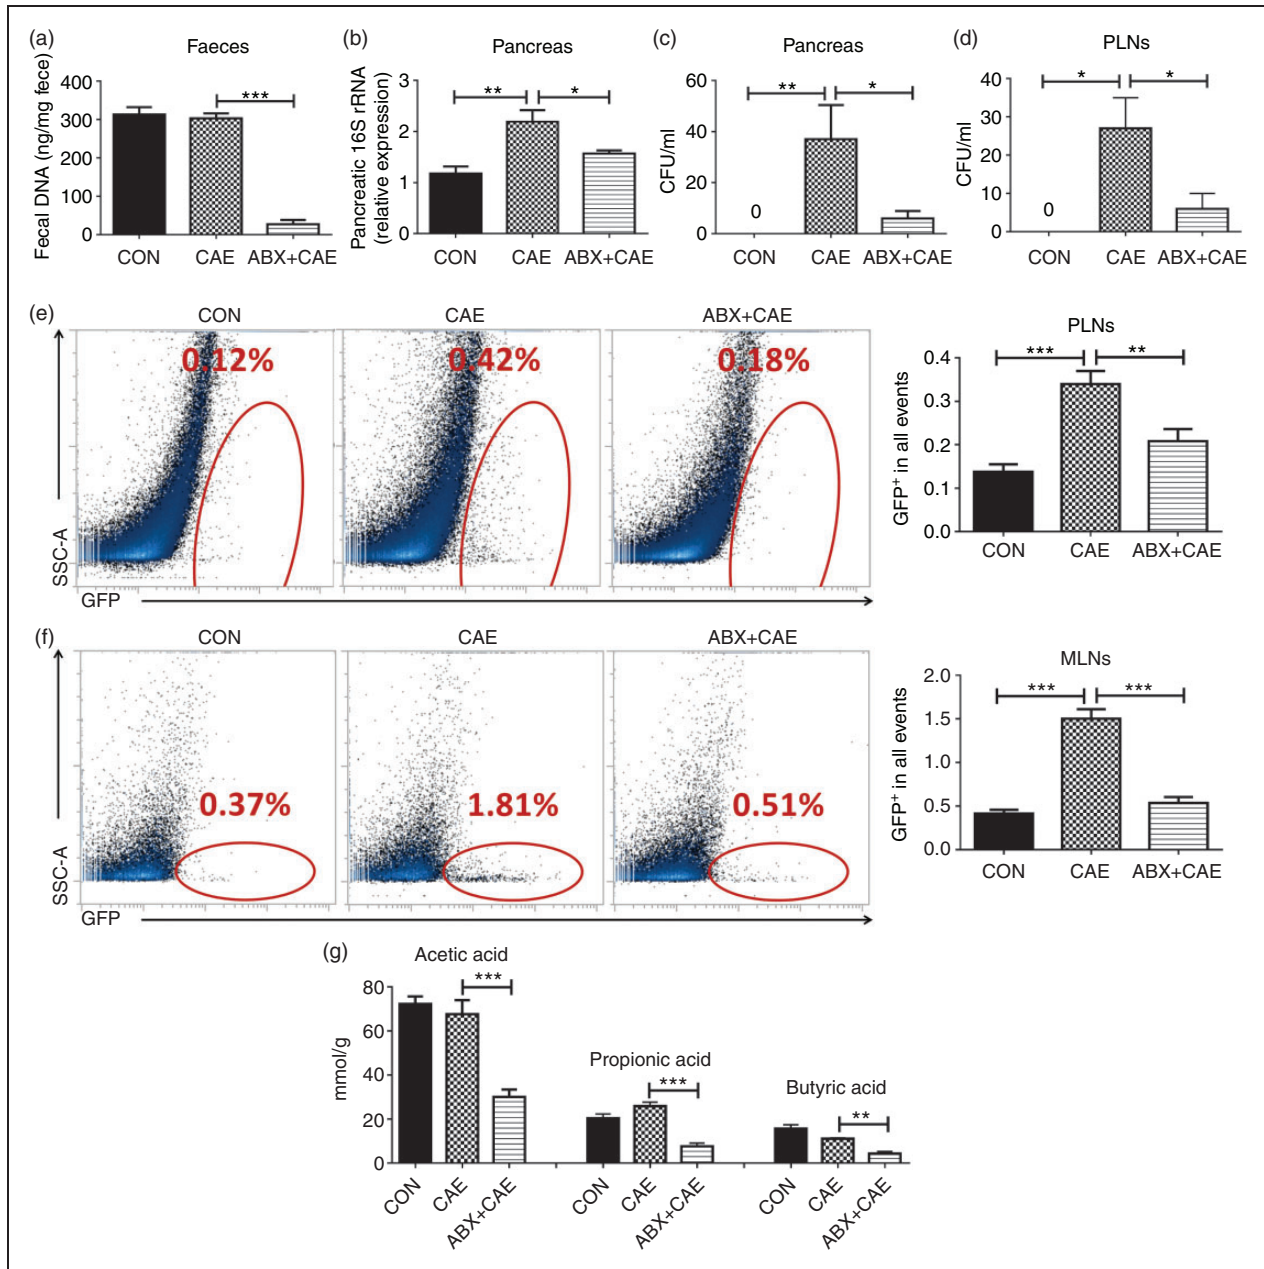 (a)
Faeces
Fecal DNA (ng/mg fece)
400
300
200
100
0
***
CON CAE ABX+CAE
(b)
Pancreas
Pancreatic 16S rRNA
(relative expression)
3
2
1
0
** *
CON CAE ABX+CAE
(c)
Pancreas
CFU/ml
60
40
20
0
** *
0
CON CAE ABX+CAE
(d)
PLNs
CFU/ml
40
30
20
10
0
* *
0
CON CAE ABX+CAE
(e)
CON CAE ABX+CAE
0.12% 0.42% 0.18%
SSC-A
GFP
PLNs
GFP+ in all events
0.4
0.3
0.2
0.1
0.0
*** **
CON CAE ABX+CAE
(f)
CON CAE ABX+CAE
0.37% 1.81% 0.51%
SSC-A
GFP
MLNs
GFP+ in all events
2.0
1.5
1.0
0.5
0.0
*** ***
CON CAE ABX+CAE
(g)
mmol/g
80
60
40
20
0
Acetic acid
***
CON CAE ABX+CAE
Propionic acid
***
CON CAE ABX+CAE
Butyric acid
**
CON CAE ABX+CAE